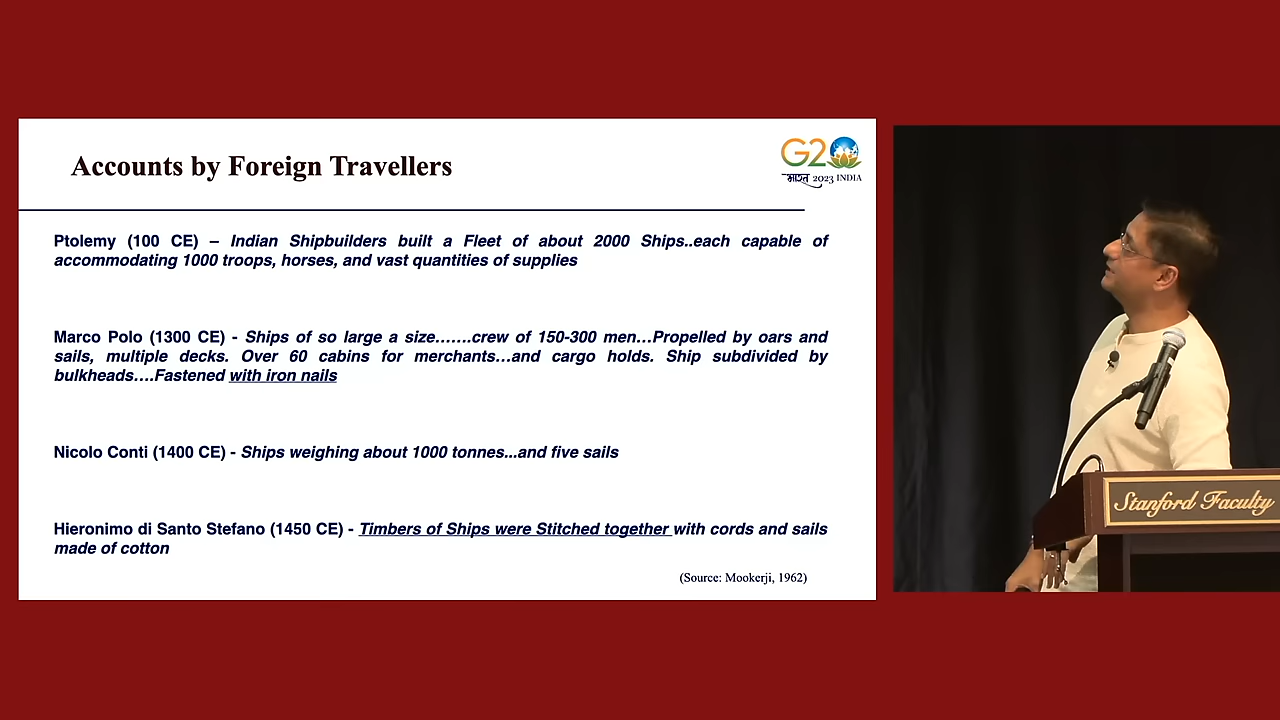 Accounts by Foreign Travellers
G20
भारत 2023 INDIA
Ptolemy (100 CE) – Indian Shipbuilders built a Fleet of about 2000 Ships..each capable of
accommodating 1000 troops, horses, and vast quantities of supplies
Marco Polo (1300 CE) - Ships of so large a size…….crew of 150-300 men…Propelled by oars and
sails, multiple decks. Over 60 cabins for merchants…and cargo holds. Ship subdivided by
bulkheads….Fastened with iron nails
Nicolo Conti (1400 CE) - Ships weighing about 1000 tonnes...and five sails
Hieronimo di Santo Stefano (1450 CE) - Timbers of Ships were Stitched together with cords and sails
made of cotton
(Source: Mookerji, 1962)
Stanford Faculty